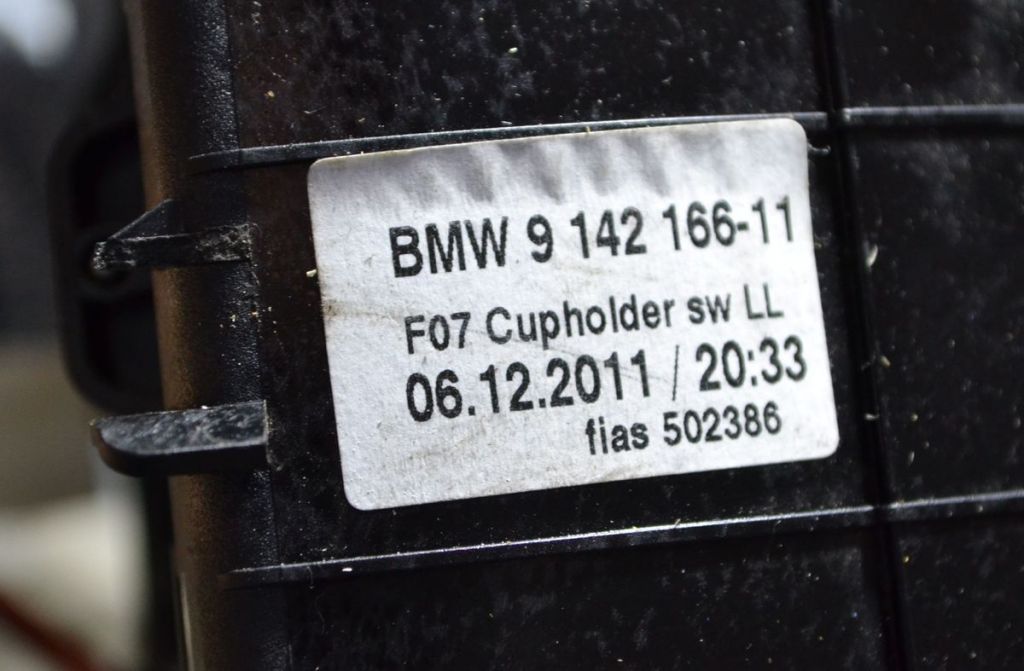 BMW 9 142 166-11
F07 Cupholder sw LL
06.12.2011 / 20:33
fias 502386